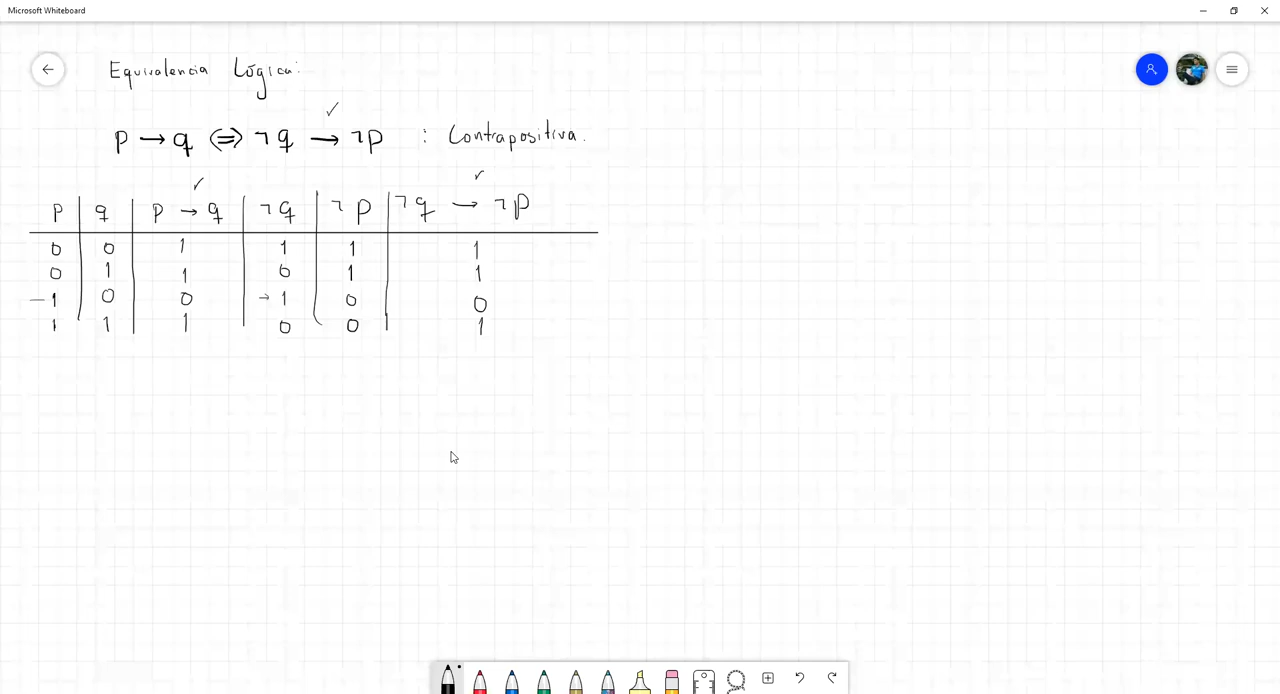 Microsoft Whiteboard
Equivalencia Lógica:
p → q ⟺ ¬q → ¬p : Contrapositiva.
p q p → q ¬q ¬p ¬q → ¬p
0 0 1 1 1 1
0 1 1 0 1 1
1 0 0 → 1 0 0
1 1 1 0 0 1